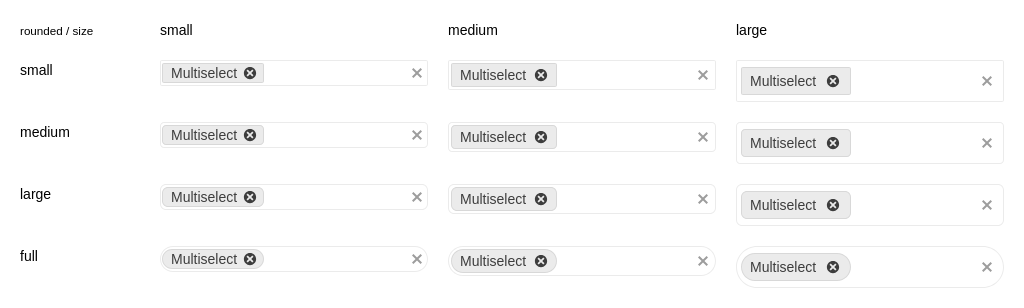 rounded / size small medium large
small Multiselect Multiselect Multiselect
medium Multiselect Multiselect Multiselect
large Multiselect Multiselect Multiselect
full Multiselect Multiselect Multiselect